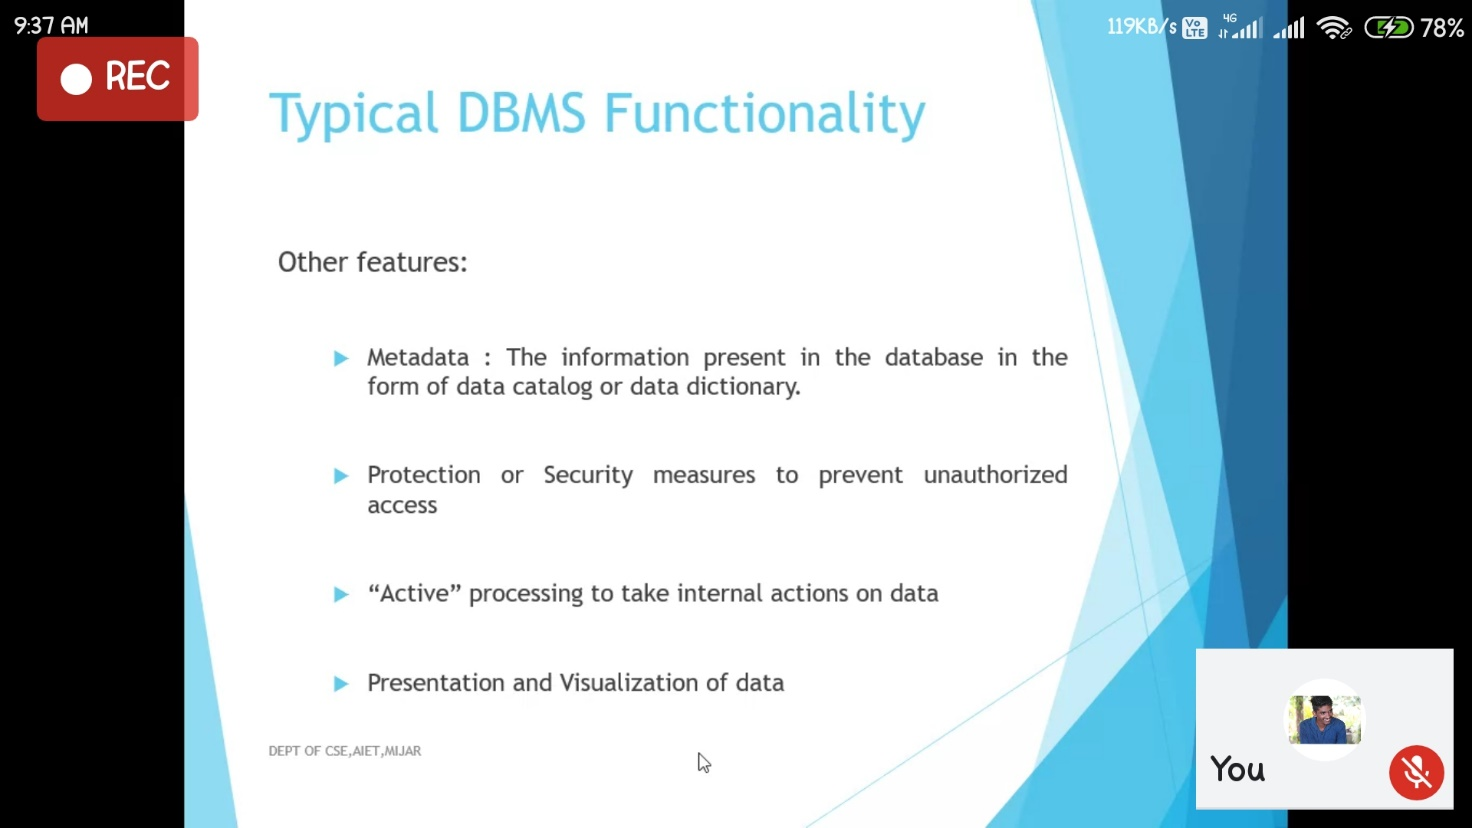 9:37 AM
119KB/s Vo LTE 4G 78%
REC
Typical DBMS Functionality
Other features:
Metadata : The information present in the database in the
form of data catalog or data dictionary.
Protection or Security measures to prevent unauthorized
access
“Active” processing to take internal actions on data
Presentation and Visualization of data
DEPT OF CSE,AIET,MIJAR
You